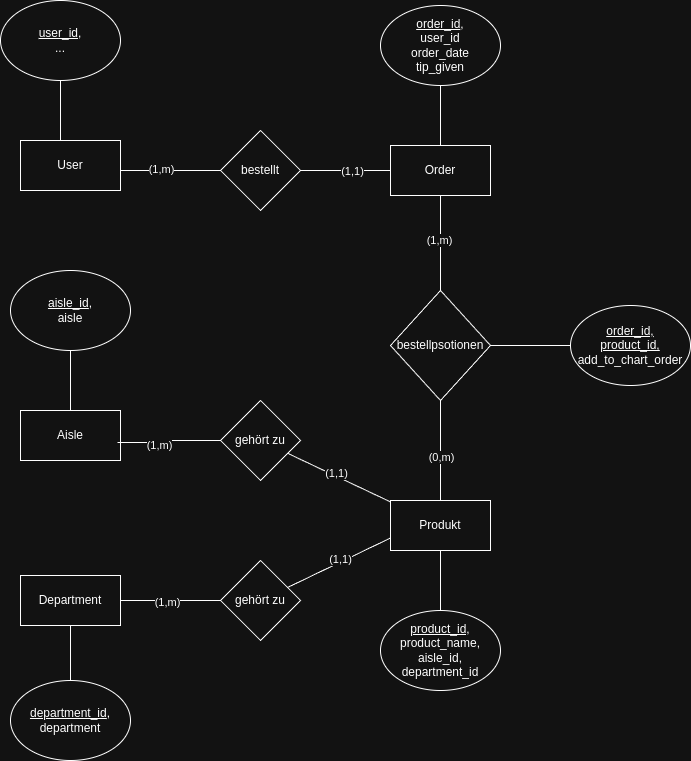 user_id,
...
order_id,
user_id
order_date
tip_given
User
(1,m)
bestellt
(1,1)
Order
(1,m)
aisle_id,
aisle
bestellpsotionen
order_id,
product_id,
add_to_chart_order
Aisle
(1,m)
gehört zu
(1,1)
(0,m)
Produkt
(1,1)
Department
(1,m)
gehört zu
product_id,
product_name,
aisle_id,
department_id
department_id,
department